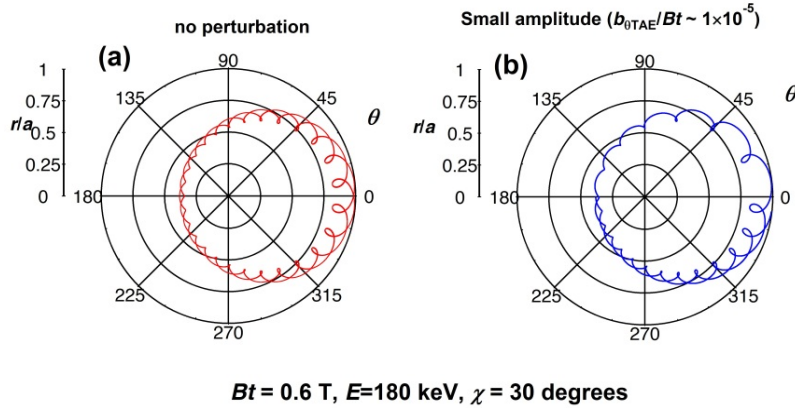 no perturbation
Small amplitude (bθTAE/Bt ~ 1×10⁻⁵)
(a)
1
0.75
r/a
0.5
0.25
0
90
45
θ
0
315
270
225
180
135
(b)
1
0.75
r/a
0.5
0.25
0
90
45
θ
0
315
270
225
180
135
Bt = 0.6 T, E=180 keV, χ = 30 degrees